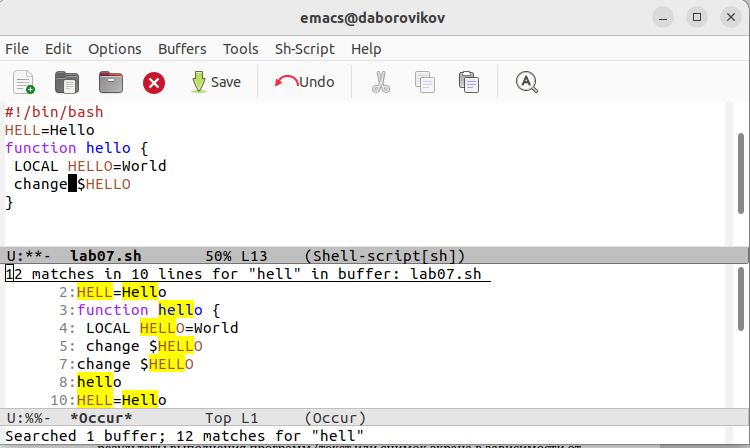 emacs@daborovikov
File Edit Options Buffers Tools Sh-Script Help
Save Undo
#!/bin/bash
HELL=Hello
function hello {
 LOCAL HELLO=World
 change $HELLO
}
U:**-  lab07.sh       50% L13    (Shell-script[sh])
12 matches in 10 lines for "hell" in buffer: lab07.sh
      2:HELL=Hello
      3:function hello {
      4: LOCAL HELLO=World
      5: change $HELLO
      7:change $HELLO
      8:hello
     10:HELL=Hello
U:%%-  *Occur*        Top L1     (Occur)
Searched 1 buffer; 12 matches for "hell"